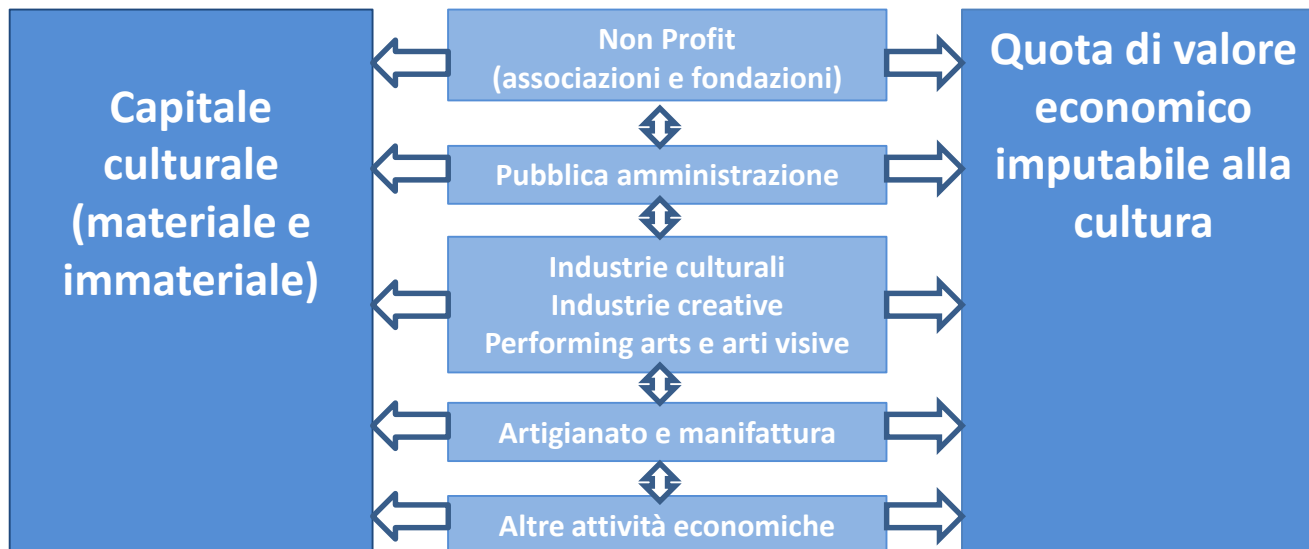 Capitale
culturale
(materiale e
immateriale)
Non Profit
(associazioni e fondazioni)
Pubblica amministrazione
Industrie culturali
Industrie creative
Performing arts e arti visive
Artigianato e manifattura
Altre attività economiche
Quota di valore
economico
imputabile alla
cultura